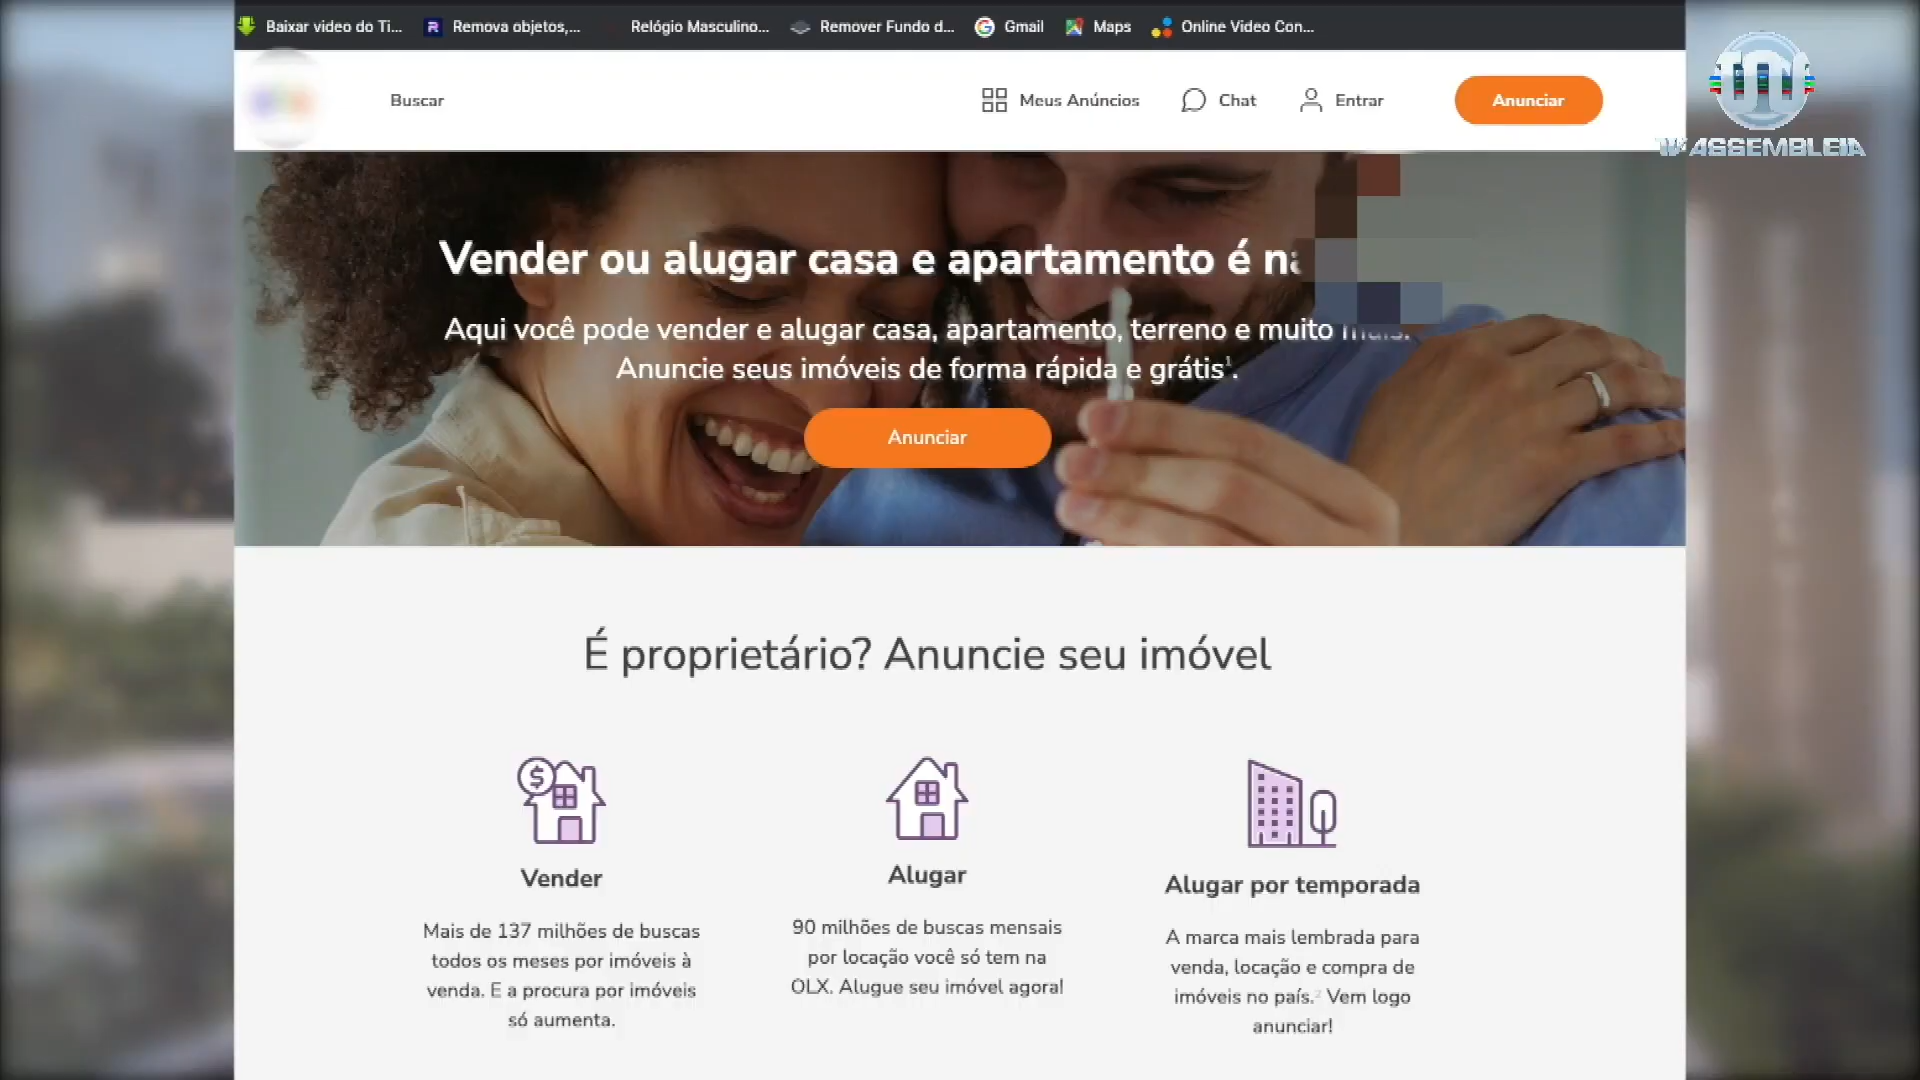 Baixar video do Ti...
Remova objetos,...
Relógio Masculino...
Remover Fundo d...
Gmail
Maps
Online Video Con...
Buscar
Meus Anúncios
Chat
Entrar
Anunciar
TV ASSEMBLEIA
Vender ou alugar casa e apartamento é na
Aqui você pode vender e alugar casa, apartamento, terreno e muito mais.
Anuncie seus imóveis de forma rápida e grátis¹.
Anunciar
É proprietário? Anuncie seu imóvel
Vender
Mais de 137 milhões de buscas
todos os meses por imóveis à
venda. E a procura por imóveis
só aumenta.
Alugar
90 milhões de buscas mensais
por locação você só tem na
OLX. Alugue seu imóvel agora!
Alugar por temporada
A marca mais lembrada para
venda, locação e compra de
imóveis no país.² Vem logo
anunciar!